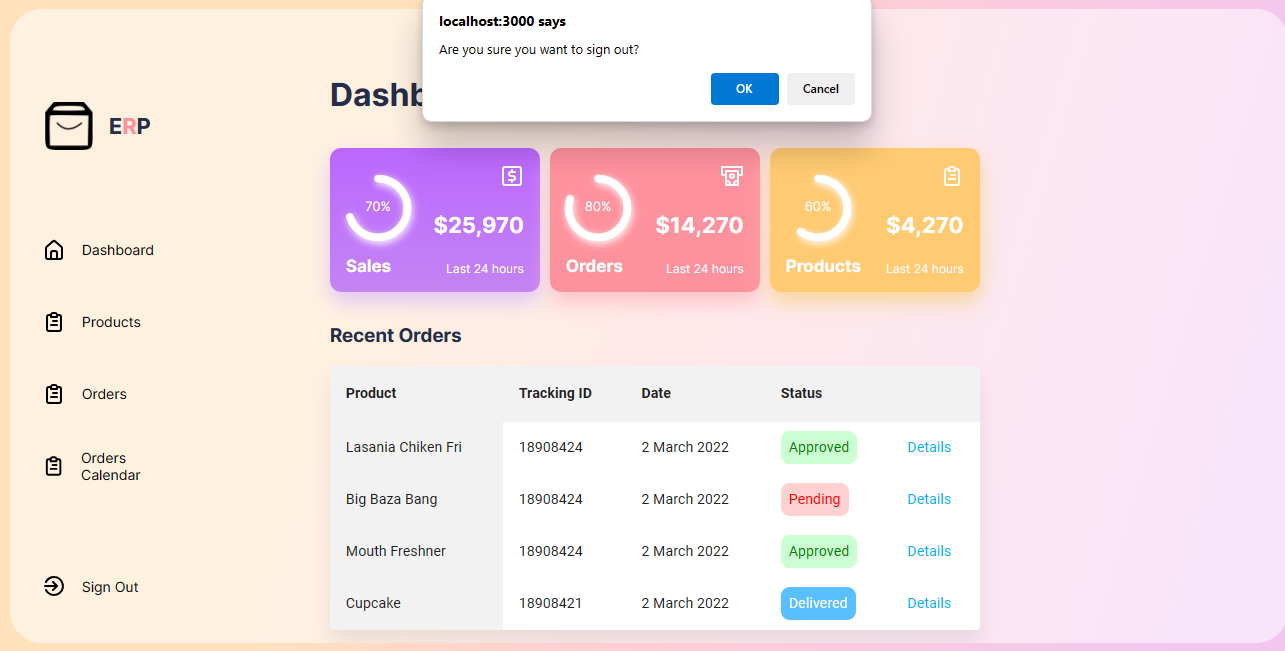 localhost:3000 says
Are you sure you want to sign out?
OK
Cancel
ERP
Dashboard
Products
Orders
Orders
Calendar
Sign Out
Dashb
70%
$25,970
Sales
Last 24 hours
80%
$14,270
Orders
Last 24 hours
60%
$4,270
Products
Last 24 hours
Recent Orders
Product Tracking ID Date Status
Lasania Chiken Fri 18908424 2 March 2022 Approved Details
Big Baza Bang 18908424 2 March 2022 Pending Details
Mouth Freshner 18908424 2 March 2022 Approved Details
Cupcake 18908421 2 March 2022 Delivered Details